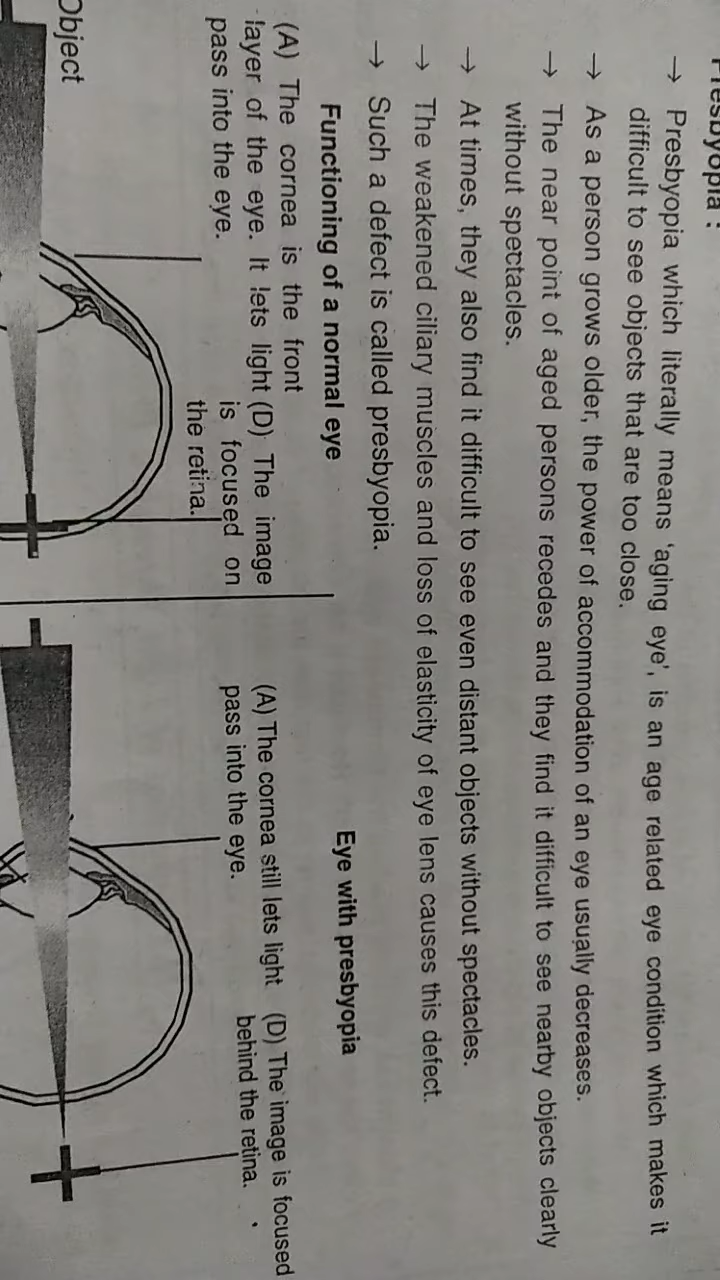 Presbyopia :
→ Presbyopia which literally means 'aging eye', is an age related eye condition which makes it
difficult to see objects that are too close.
→ As a person grows older, the power of accommodation of an eye usually decreases.
→ The near point of aged persons recedes and they find it difficult to see nearby objects clearly
without spectacles.
→ At times, they also find it difficult to see even distant objects without spectacles.
→ The weakened ciliary muscles and loss of elasticity of eye lens causes this defect.
→ Such a defect is called presbyopia.
Functioning of a normal eye
(A) The cornea is the front
layer of the eye. It lets light
pass into the eye.
(D) The image
is focused on
the retina.
Object
Eye with presbyopia
(A) The cornea still lets light
pass into the eye.
(D) The image is focused
behind the retina.